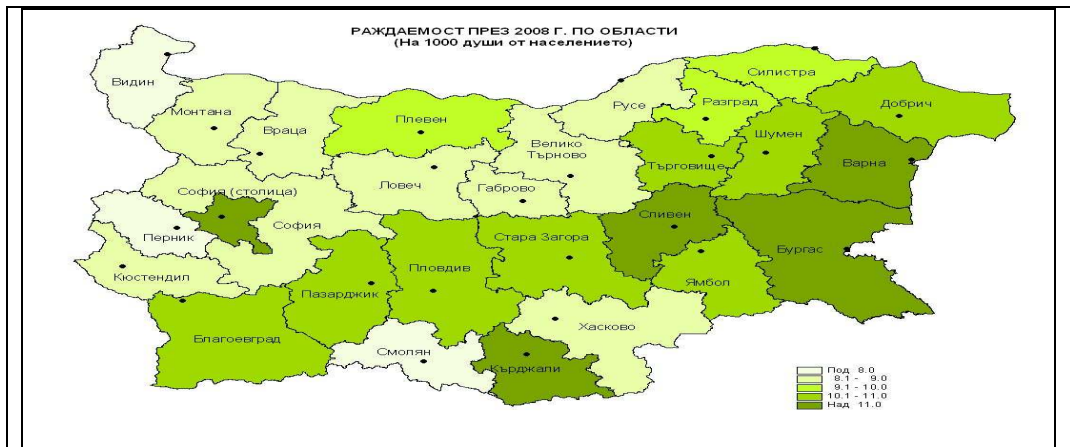 РАЖДАЕМОСТ ПРЕЗ 2008 Г. ПО ОБЛАСТИ
(На 1000 души от населението)
Видин
Монтана
Враца
Плевен
Русе
Силистра
Разград
Добрич
Шумен
Варна
Велико
Търново
Търговище
Ловеч
Габрово
София (столица)
София
Перник
Кюстендил
Сливен
Бургас
Стара Загора
Ямбол
Пловдив
Пазарджик
Благоевград
Хасково
Смолян
Кърджали
Под 8.0
8.1 - 9.0
9.1 - 10.0
10.1 - 11.0
Над 11.0